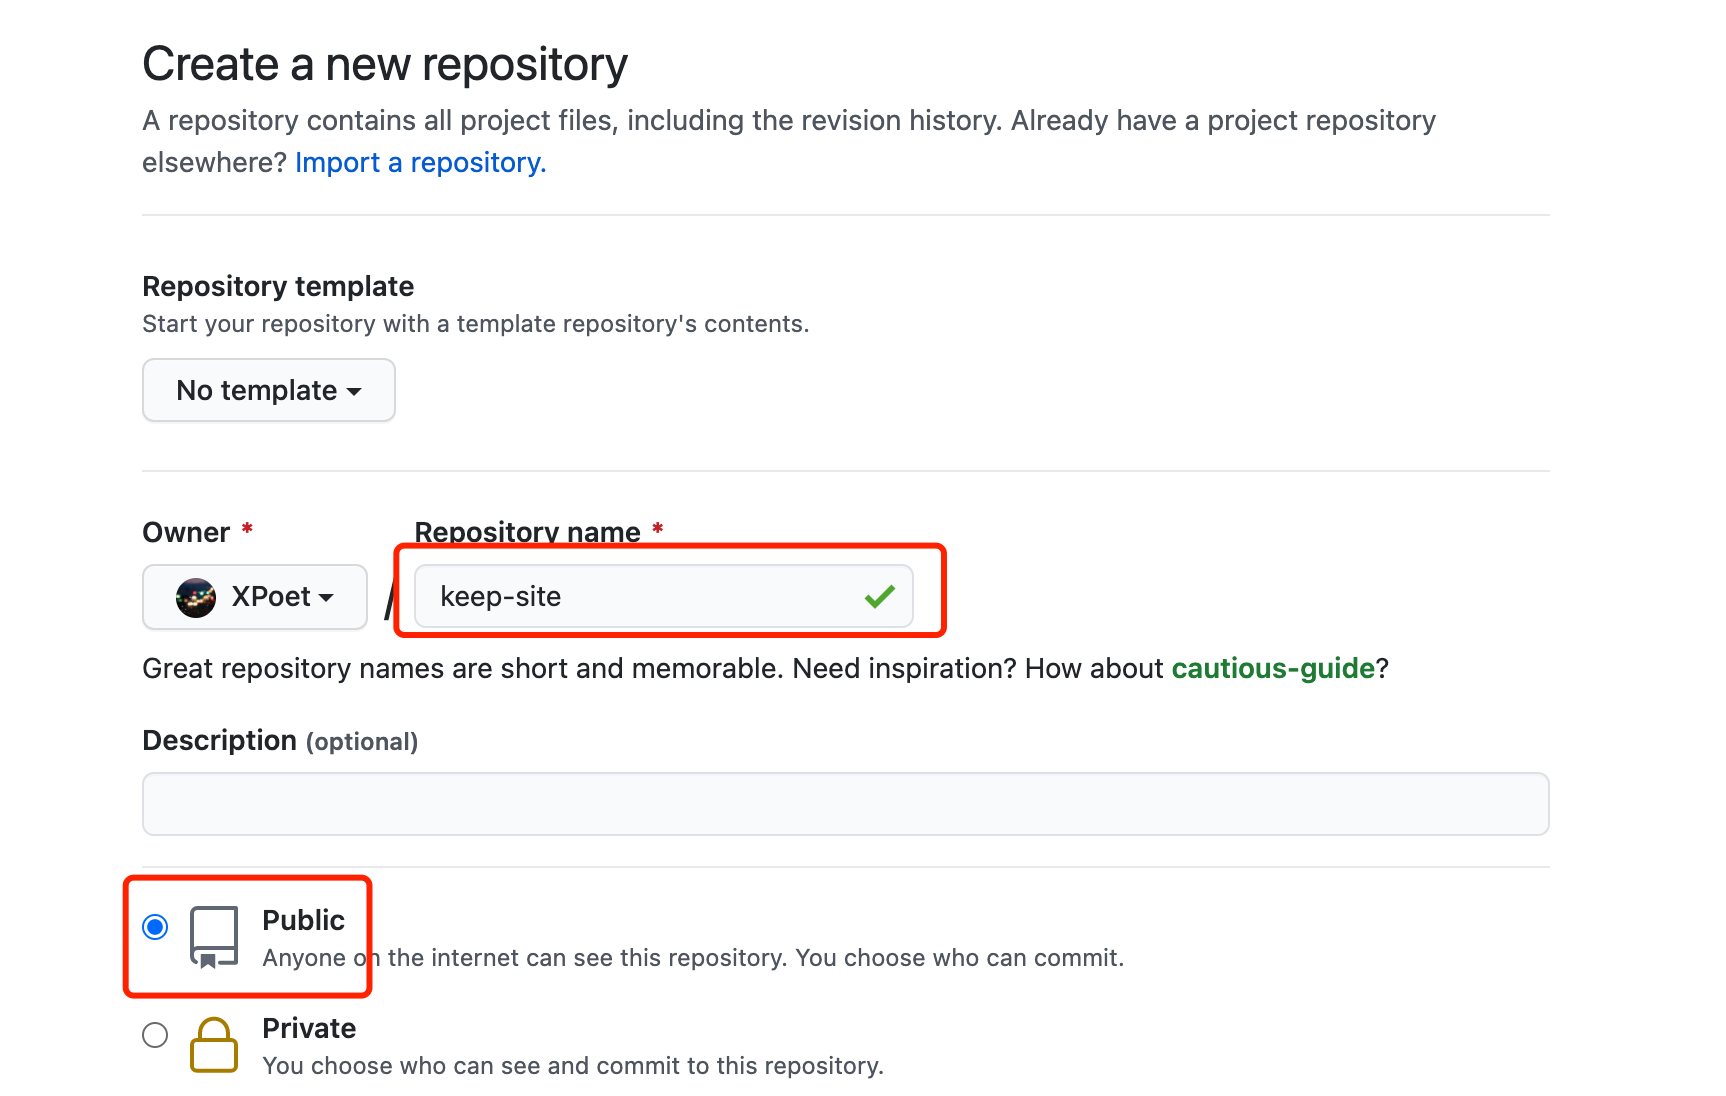 Create a new repository
A repository contains all project files, including the revision history. Already have a project repository
elsewhere? Import a repository.
Repository template
Start your repository with a template repository's contents.
No template
Owner *
Repository name *
XPoet
/
keep-site
Great repository names are short and memorable. Need inspiration? How about cautious-guide?
Description (optional)
Public
Anyone on the internet can see this repository. You choose who can commit.
Private
You choose who can see and commit to this repository.